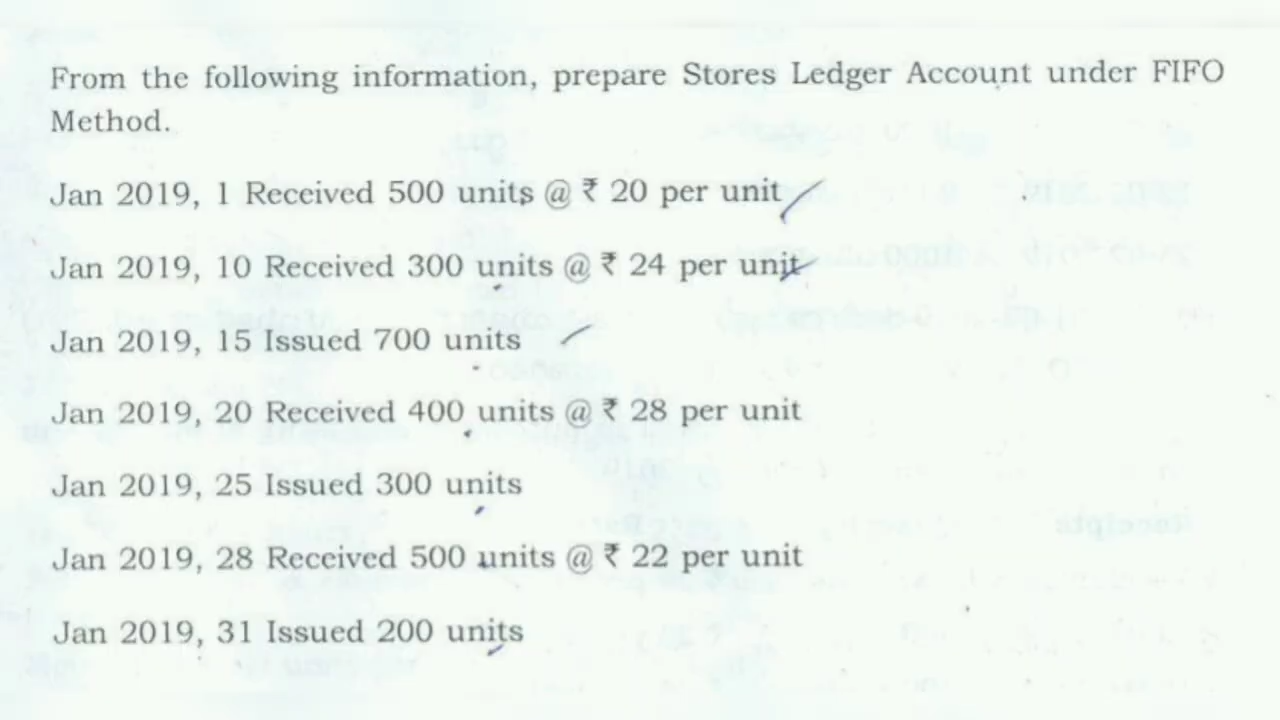 From the following information, prepare Stores Ledger Account under FIFO
Method.
Jan 2019, 1 Received 500 units @ ₹ 20 per unit
Jan 2019, 10 Received 300 units @ ₹ 24 per unit
Jan 2019, 15 Issued 700 units
Jan 2019, 20 Received 400 units @ ₹ 28 per unit
Jan 2019, 25 Issued 300 units
Jan 2019, 28 Received 500 units @ ₹ 22 per unit
Jan 2019, 31 Issued 200 units